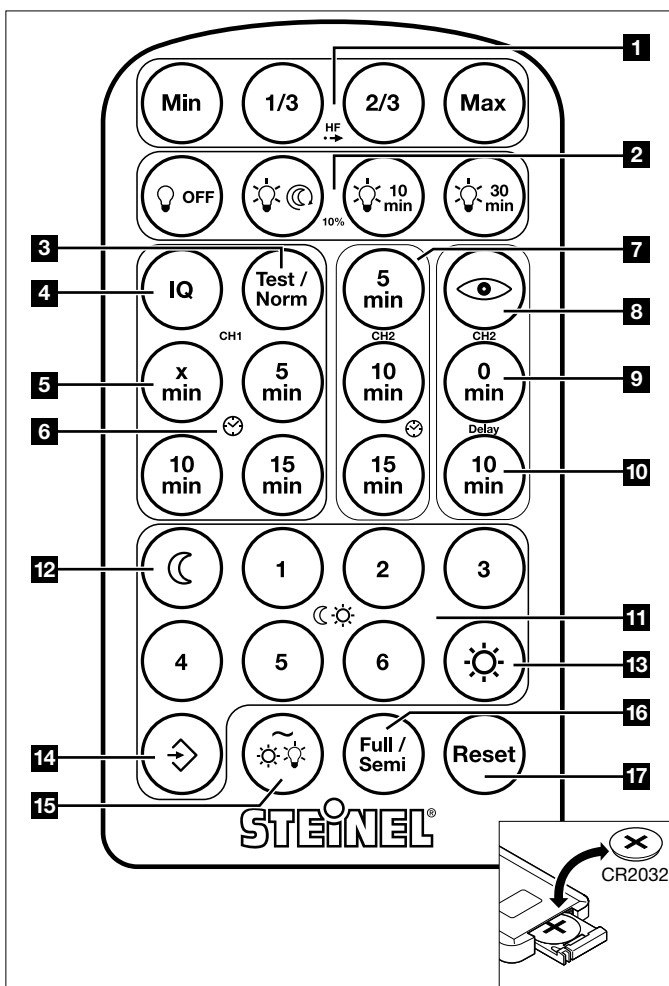 1
Min 1/3 2/3 Max
HF
2
OFF
10 min
30 min
10%
3
4
IQ
Test / Norm
5 min
7
8
CH1
CH2
CH2
5
x min
5 min
10 min
0 min
9
6
Delay
10 min
15 min
15 min
10 min
10
12
1 2 3
11
4 5 6
13
14
16
Full / Semi
Reset
15
17
STEINEL®
CR2032